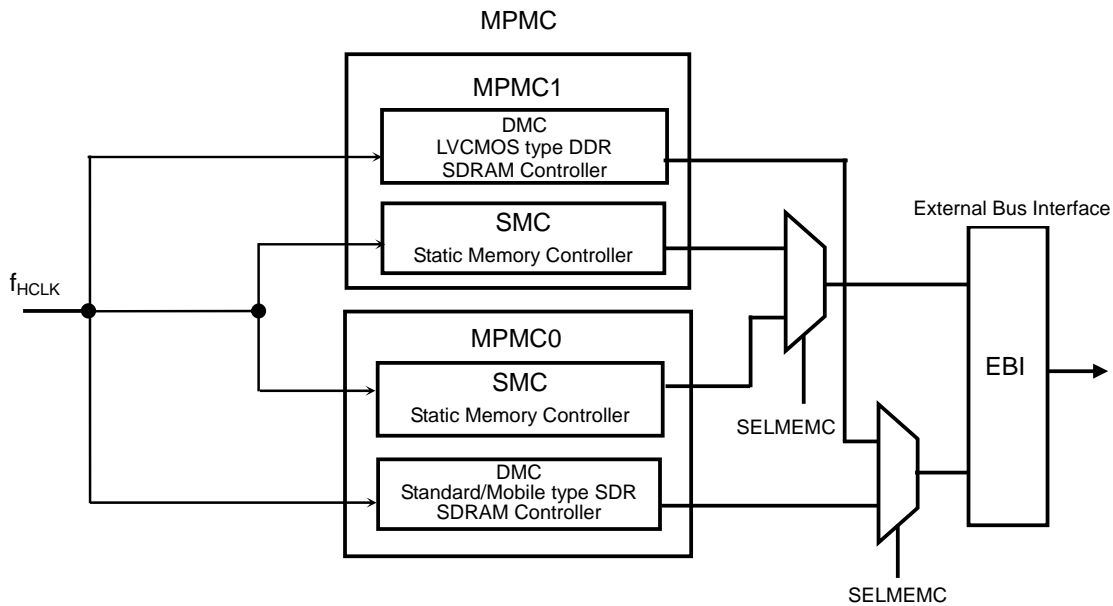 MPMC
MPMC1
DMC
LVCMOS type DDR
SDRAM Controller
SMC
Static Memory Controller
External Bus Interface
fHCLK
MPMC0
SMC
Static Memory Controller
EBI
SELMEMC
DMC
Standard/Mobile type SDR
SDRAM Controller
SELMEMC